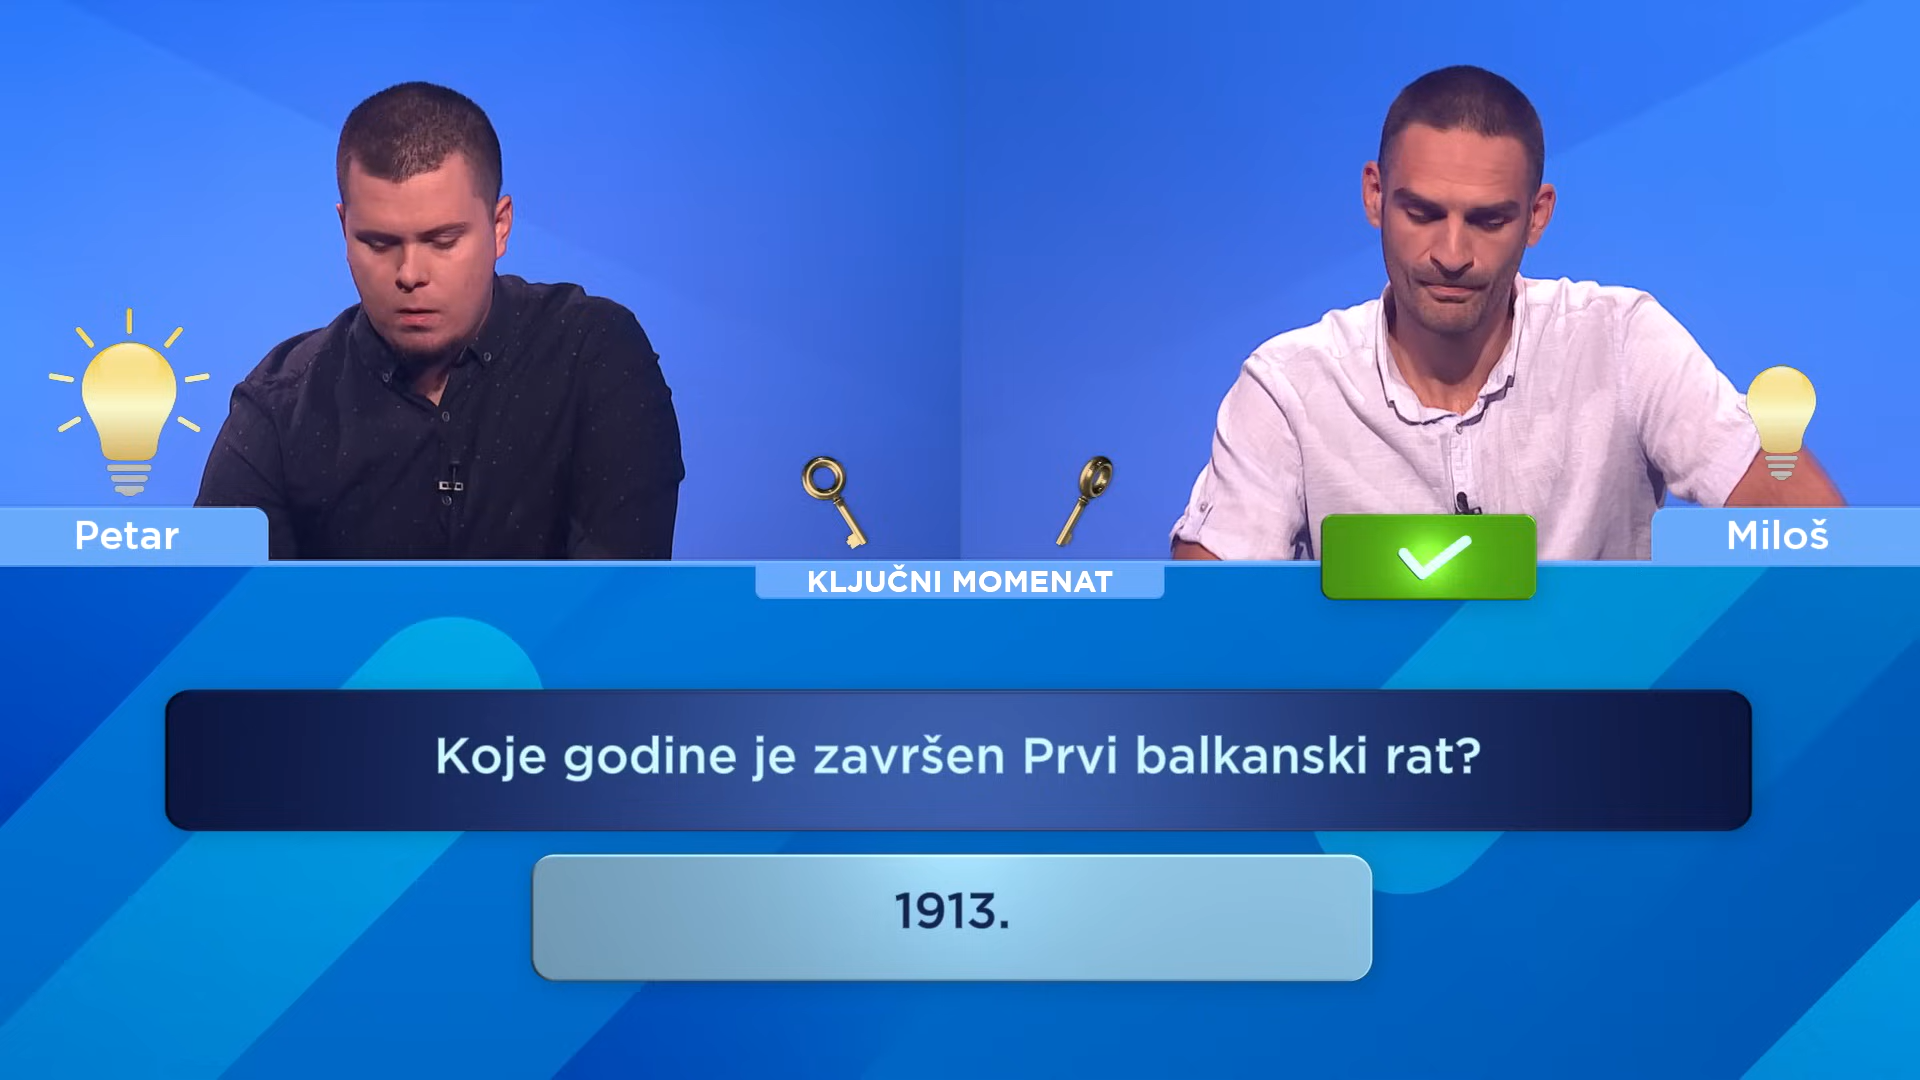 Petar
Miloš
KLJUČNI MOMENAT
Koje godine je završen Prvi balkanski rat?
1913.